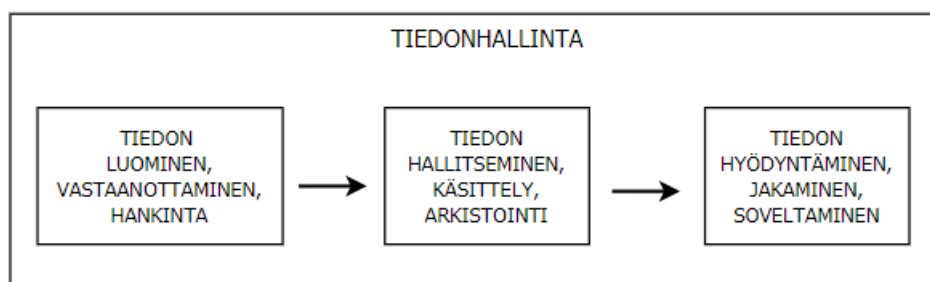 TIEDONHALLINTA
TIEDON
LUOMINEN,
VASTAANOTTAMINEN,
HANKINTA
TIEDON
HALLITSEMINEN,
KÄSITTELY,
ARKISTOINTI
TIEDON
HYÖDYNTÄMINEN,
JAKAMINEN,
SOVELTAMINEN